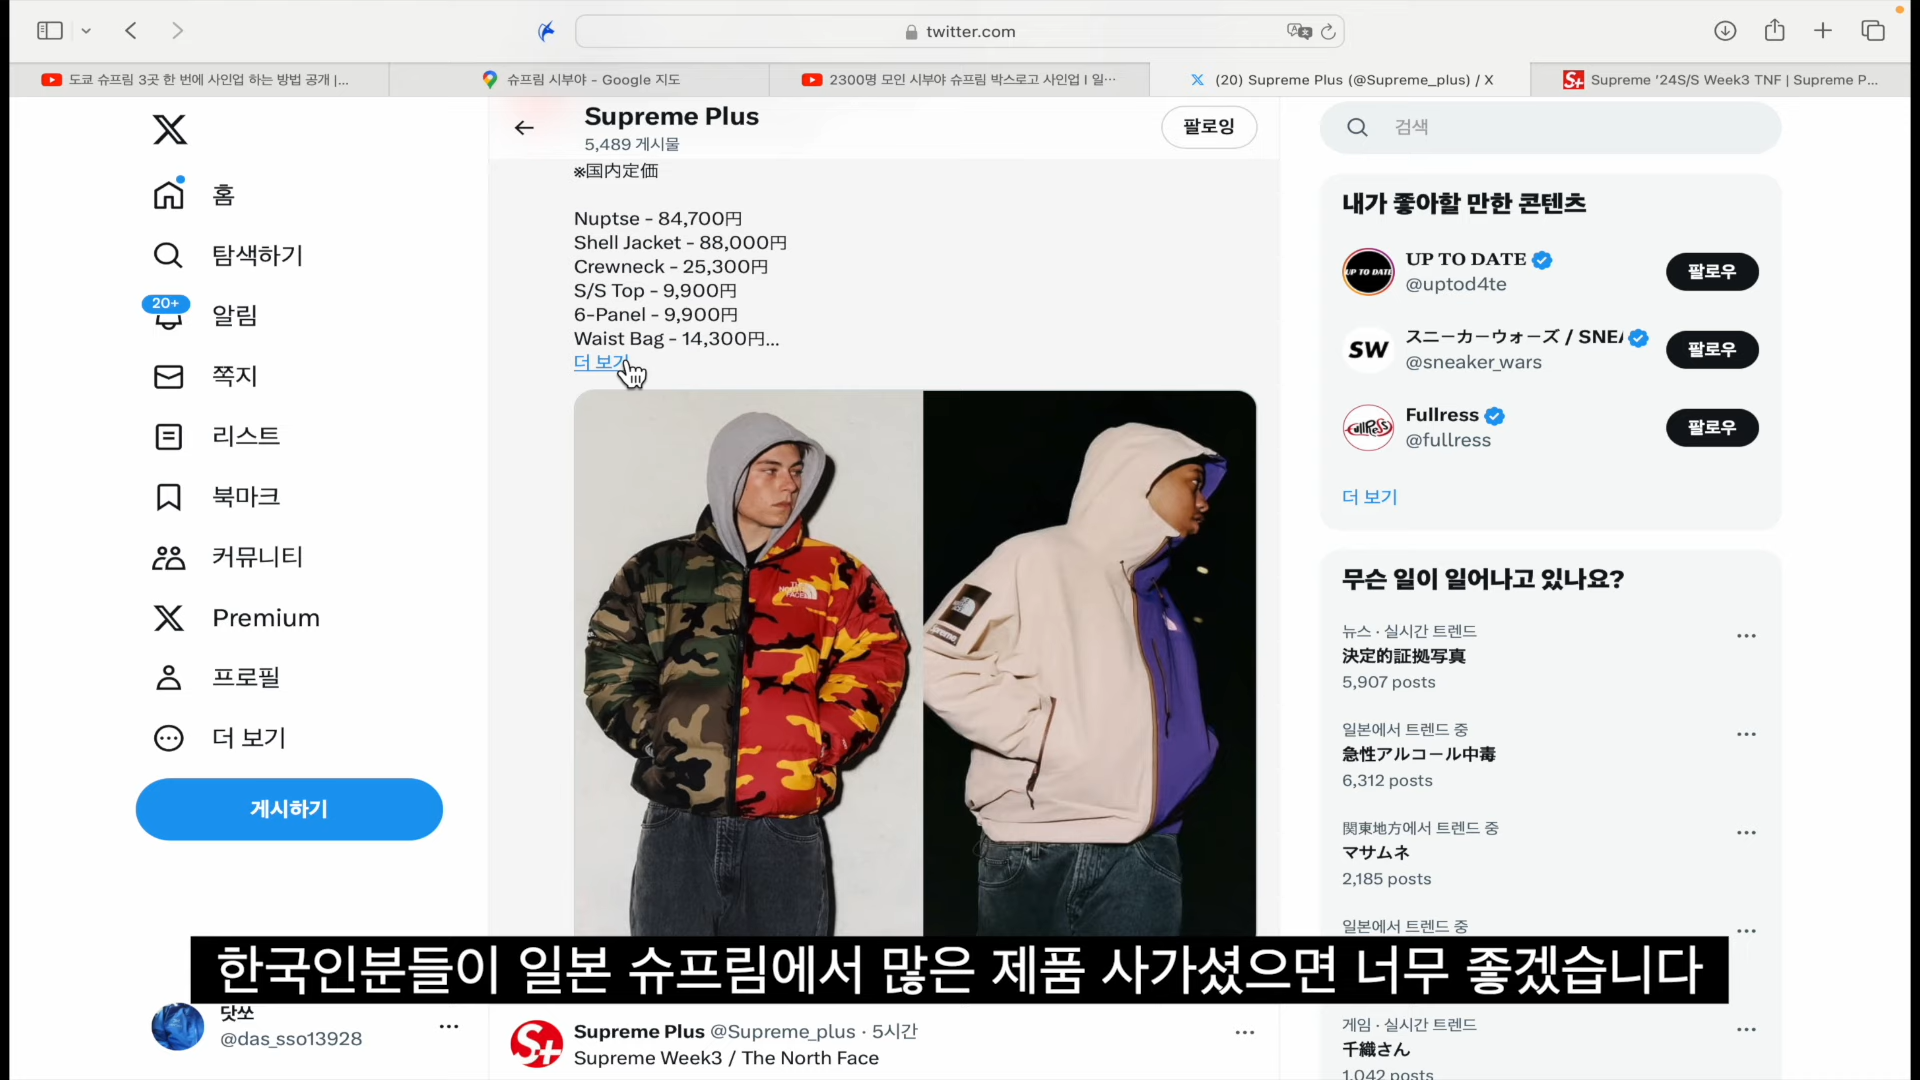 twitter.com
도쿄 슈프림 3곳 한 번에 사인업 하는 방법 공개 |...
슈프림 시부야 - Google 지도
2300명 모인 시부야 슈프림 박스로고 사인업 I 일...
(20) Supreme Plus (@Supreme_plus) / X
Supreme '24S/S Week3 TNF | Supreme P...
홈
탐색하기
20+
알림
쪽지
리스트
북마크
커뮤니티
Premium
프로필
더 보기
게시하기
닷쏘
@das_sso13928
Supreme Plus
5,489 게시물
팔로잉
※国内定価
Nuptse - 84,700円
Shell Jacket - 88,000円
Crewneck - 25,300円
S/S Top - 9,900円
6-Panel - 9,900円
Waist Bag - 14,300円...
더 보기
THE NORTH FACE
Supreme Plus @Supreme_plus · 5시간
Supreme Week3 / The North Face
검색
내가 좋아할 만한 콘텐츠
UP TO DATE
UP TO DATE
@uptod4te
팔로우
SW
スニーカーウォーズ / SNEA
@sneaker_wars
팔로우
Fullress
Fullress
@fullress
팔로우
더 보기
무슨 일이 일어나고 있나요?
뉴스 · 실시간 트렌드
決定的証拠写真
5,907 posts
일본에서 트렌드 중
急性アルコール中毒
6,312 posts
関東地方에서 트렌드 중
マサムネ
2,185 posts
일본에서 트렌드 중
게임 · 실시간 트렌드
千織さん
1,042 posts
한국인분들이 일본 슈프림에서 많은 제품 사가셨으면 너무 좋겠습니다